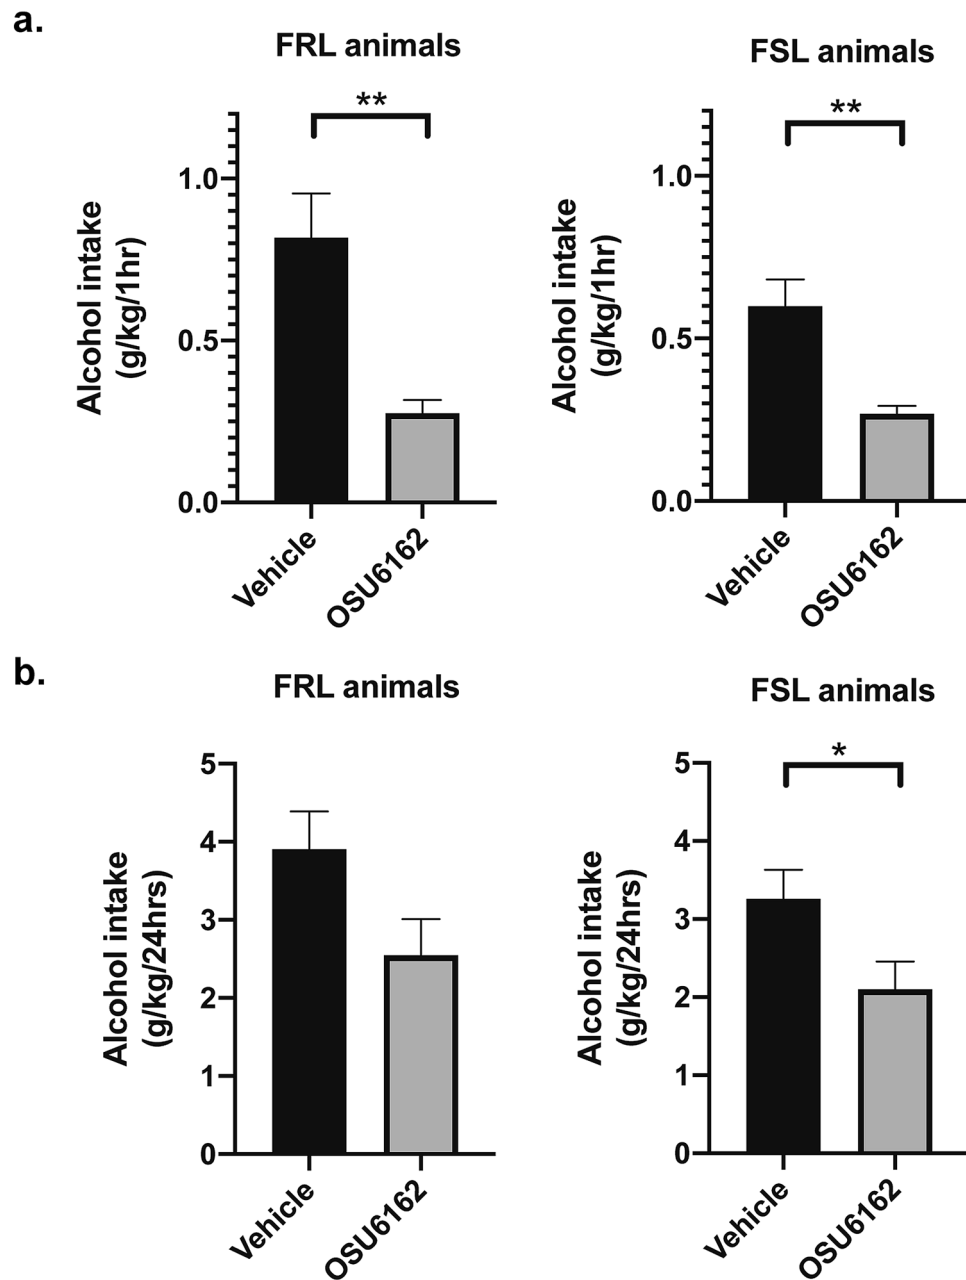 a.
FRL animals
**
1.0
0.5
0.0
Alcohol intake
(g/kg/1hr)
Vehicle
OSU6162
FSL animals
**
1.0
0.5
0.0
Alcohol intake
(g/kg/1hr)
Vehicle
OSU6162
b.
FRL animals
5
4
3
2
1
0
Alcohol intake
(g/kg/24hrs)
Vehicle
OSU6162
FSL animals
*
5
4
3
2
1
0
Alcohol intake
(g/kg/24hrs)
Vehicle
OSU6162